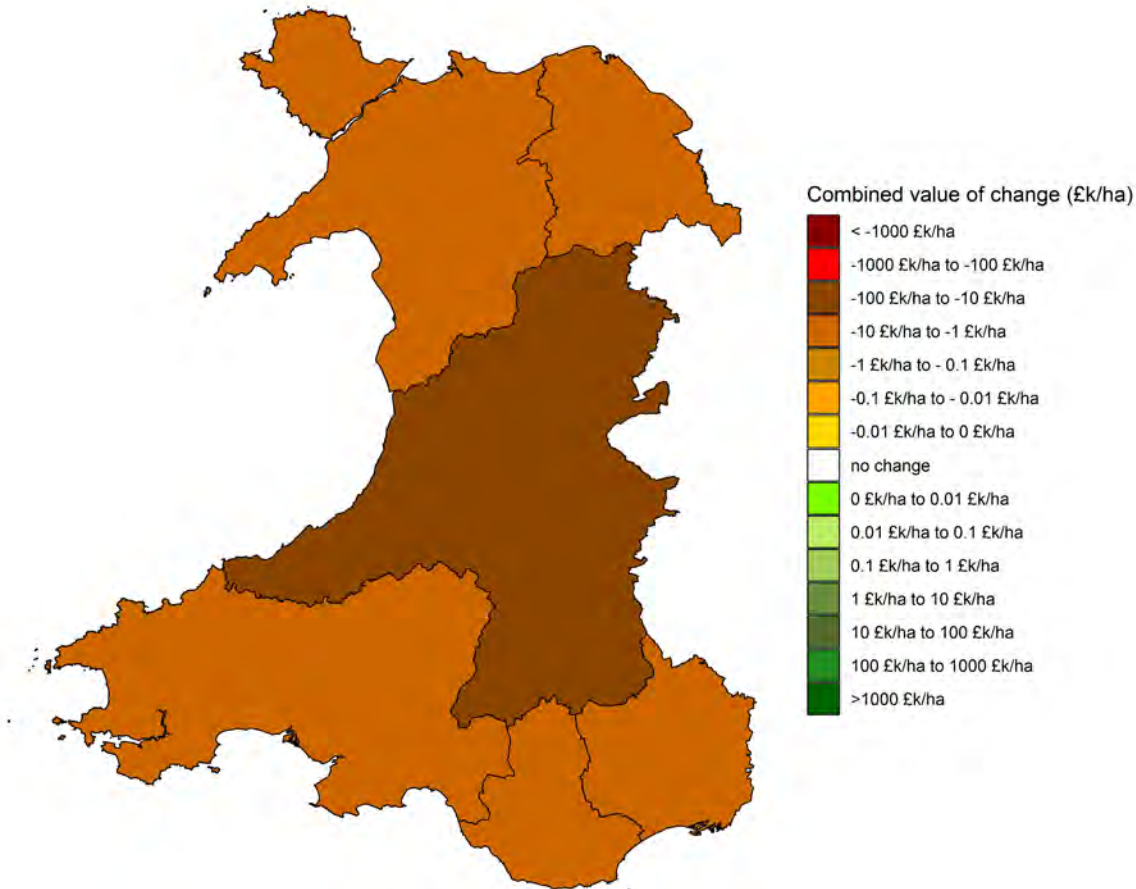 Combined value of change (£k/ha)
< -1000 £k/ha
-1000 £k/ha to -100 £k/ha
-100 £k/ha to -10 £k/ha
-10 £k/ha to -1 £k/ha
-1 £k/ha to - 0.1 £k/ha
-0.1 £k/ha to - 0.01 £k/ha
-0.01 £k/ha to 0 £k/ha
no change
0 £k/ha to 0.01 £k/ha
0.01 £k/ha to 0.1 £k/ha
0.1 £k/ha to 1 £k/ha
1 £k/ha to 10 £k/ha
10 £k/ha to 100 £k/ha
100 £k/ha to 1000 £k/ha
>1000 £k/ha